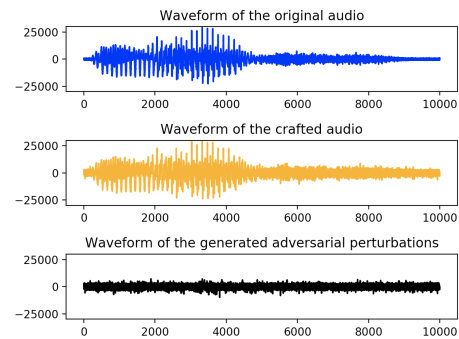 Waveform of the original audio
25000
0
−25000
0 2000 4000 6000 8000 10000
Waveform of the crafted audio
25000
0
−25000
0 2000 4000 6000 8000 10000
Waveform of the generated adversarial perturbations
25000
0
−25000
0 2000 4000 6000 8000 10000